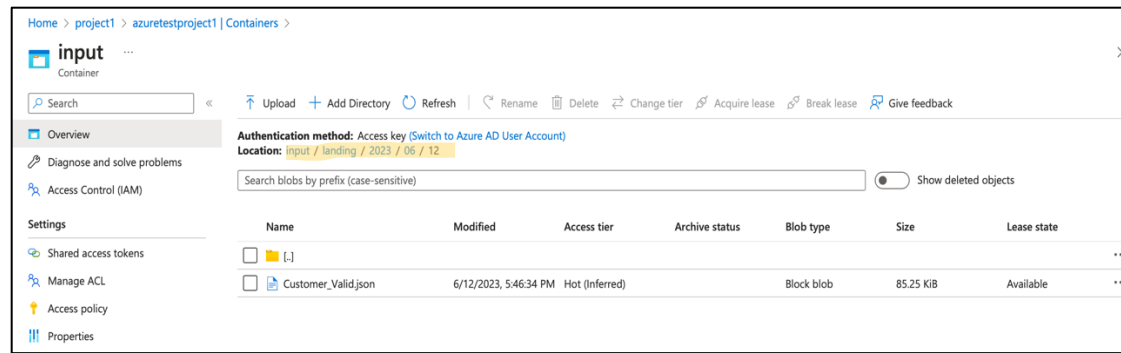 Home > project1 > azuretestproject1 | Containers >
input ...
Container
Search
«
Upload Add Directory Refresh Rename Delete Change tier Acquire lease Break lease Give feedback
Overview
Diagnose and solve problems
Access Control (IAM)
Settings
Shared access tokens
Manage ACL
Access policy
Properties
Authentication method: Access key (Switch to Azure AD User Account)
Location: input / landing / 2023 / 06 / 12
Search blobs by prefix (case-sensitive)
Show deleted objects
Name Modified Access tier Archive status Blob type Size Lease state
[..]
Customer_Valid.json 6/12/2023, 5:46:34 PM Hot (Inferred) Block blob 85.25 KiB Available